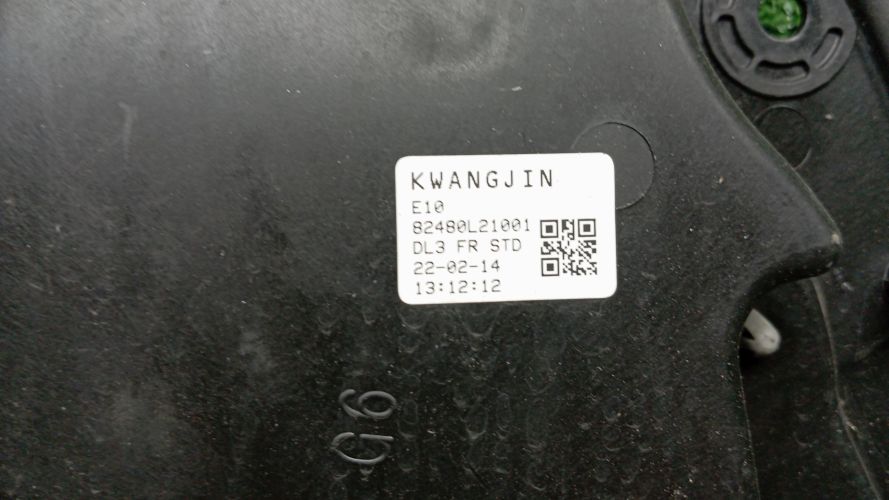 KWANGJIN
E10
82480L21001
DL3 FR STD
22-02-14
13:12:12
G6